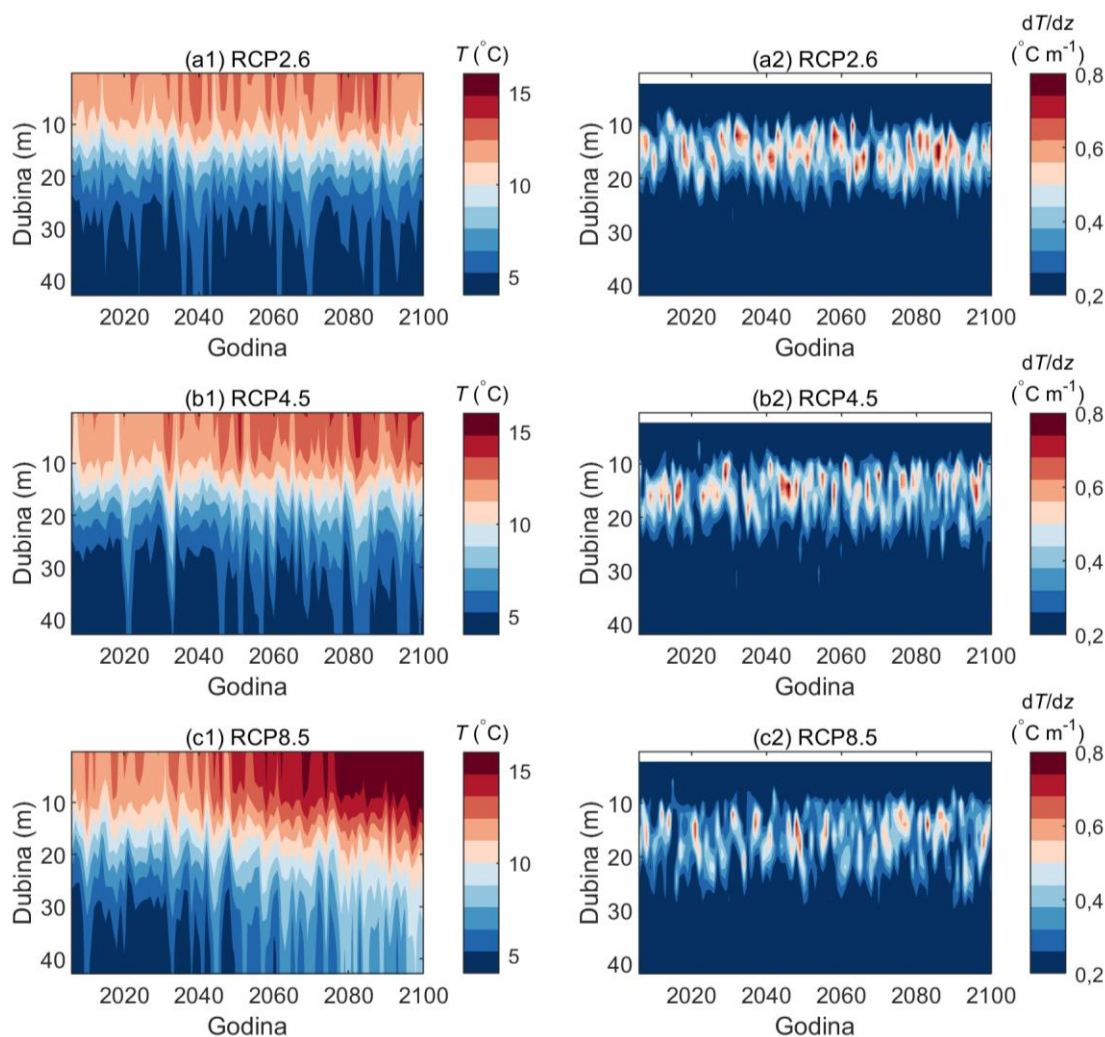 dT/dz
(a1) RCP2.6 T (°C) (a2) RCP2.6 (°C m⁻¹)
15 0,8
10 10
Dubina (m) 20 10 Dubina (m) 20 0,6
30 30 0,4
40 5 40 0,2
2020 2040 2060 2080 2100 2020 2040 2060 2080 2100
Godina Godina
dT/dz
(b1) RCP4.5 T (°C) (b2) RCP4.5 (°C m⁻¹)
15 0,8
10 10
Dubina (m) 20 10 Dubina (m) 20 0,6
30 30 0,4
40 5 40 0,2
2020 2040 2060 2080 2100 2020 2040 2060 2080 2100
Godina Godina
dT/dz
(c1) RCP8.5 T (°C) (c2) RCP8.5 (°C m⁻¹)
15 0,8
10 10
Dubina (m) 20 10 Dubina (m) 20 0,6
30 30 0,4
40 5 40 0,2
2020 2040 2060 2080 2100 2020 2040 2060 2080 2100
Godina Godina